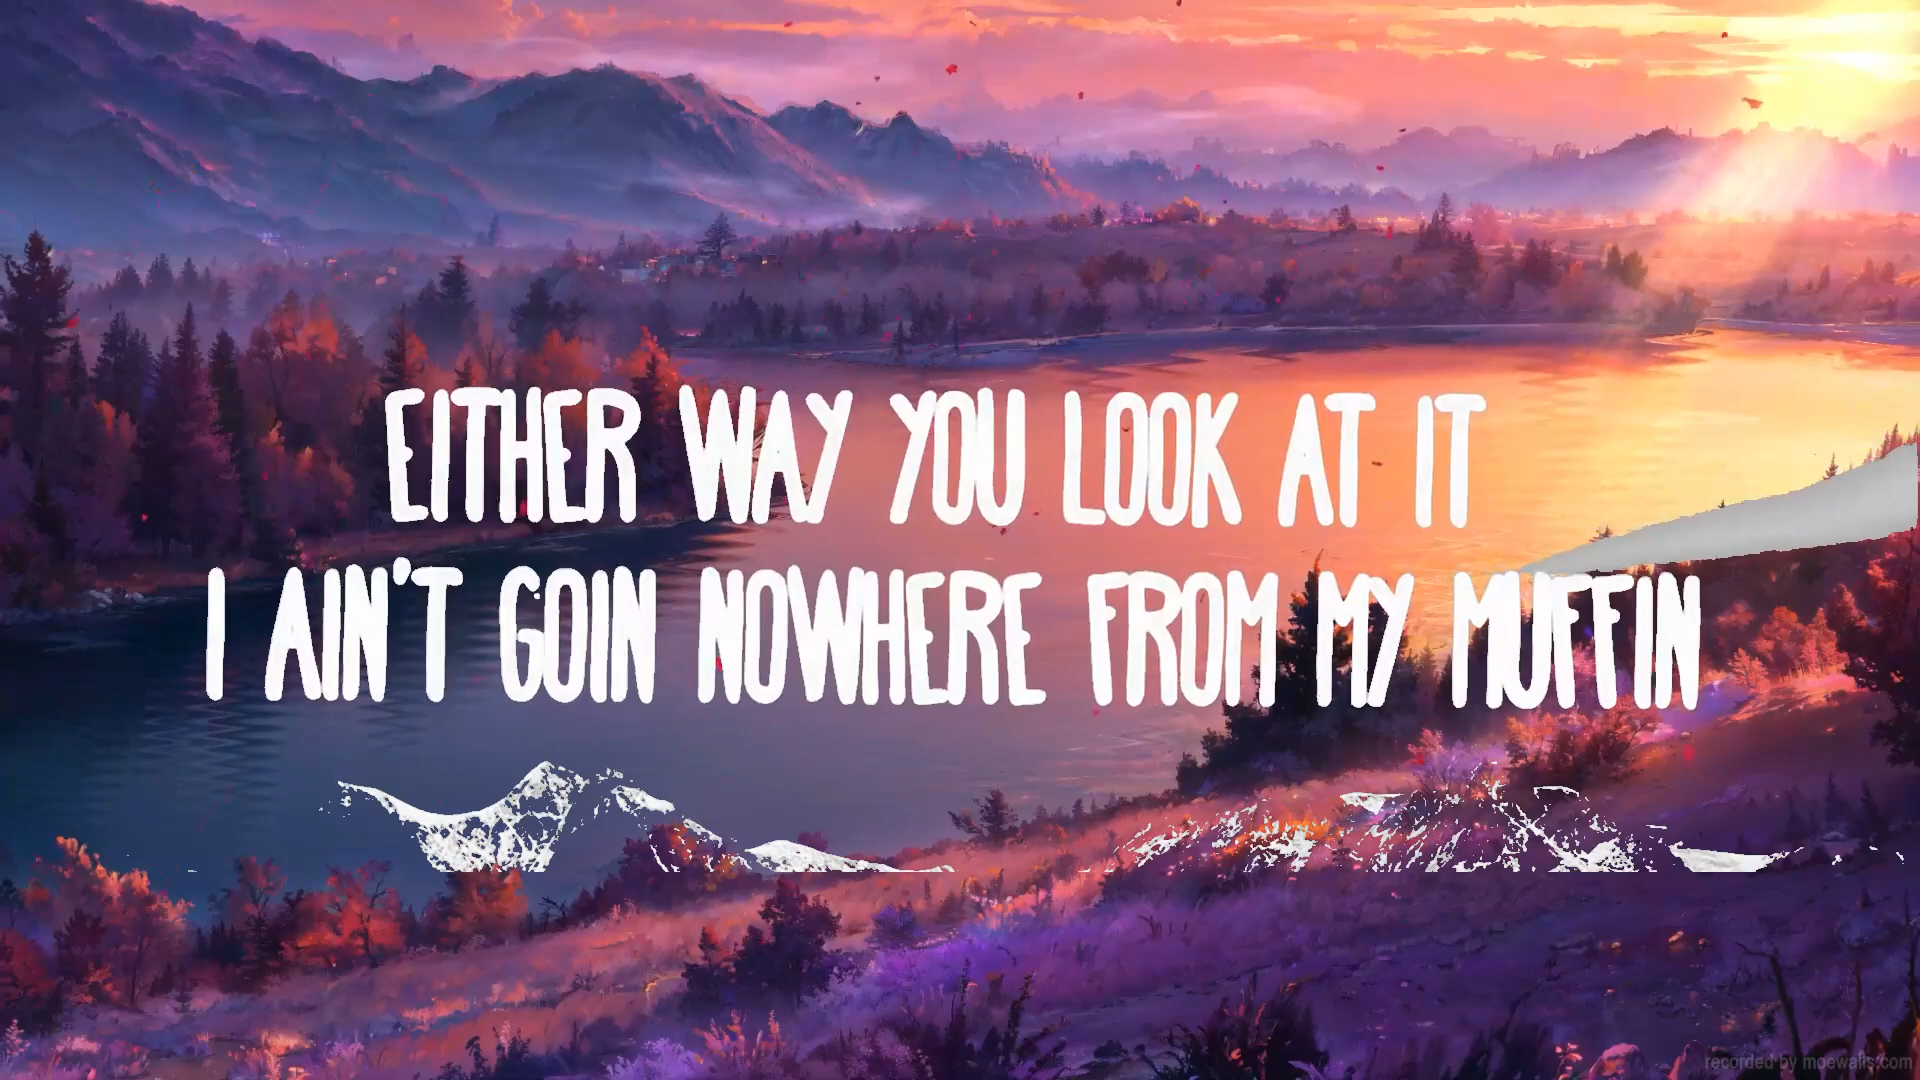 EITHER WAY YOU LOOK AT IT
I AIN'T GOIN NOWHERE FROM MY MUFFIN
recorded by moewalls.com